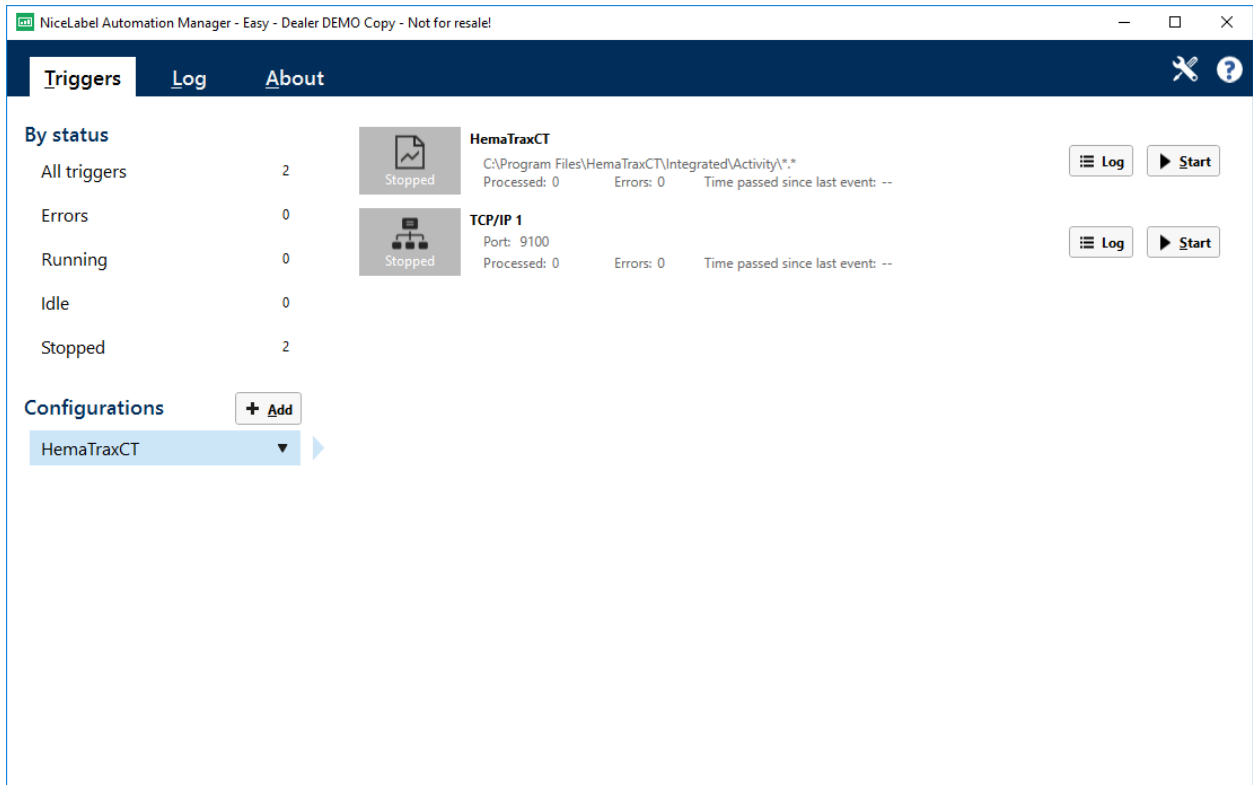 NiceLabel Automation Manager - Easy - Dealer DEMO Copy - Not for resale!
Triggers Log About
By status
All triggers 2
Errors 0
Running 0
Idle 0
Stopped 2
Configurations + Add
HemaTraxCT
Stopped
HemaTraxCT
C:\Program Files\HemaTraxCT\Integrated\Activity\*.*
Processed: 0 Errors: 0 Time passed since last event: --
Log Start
Stopped
TCP/IP 1
Port: 9100
Processed: 0 Errors: 0 Time passed since last event: --
Log Start